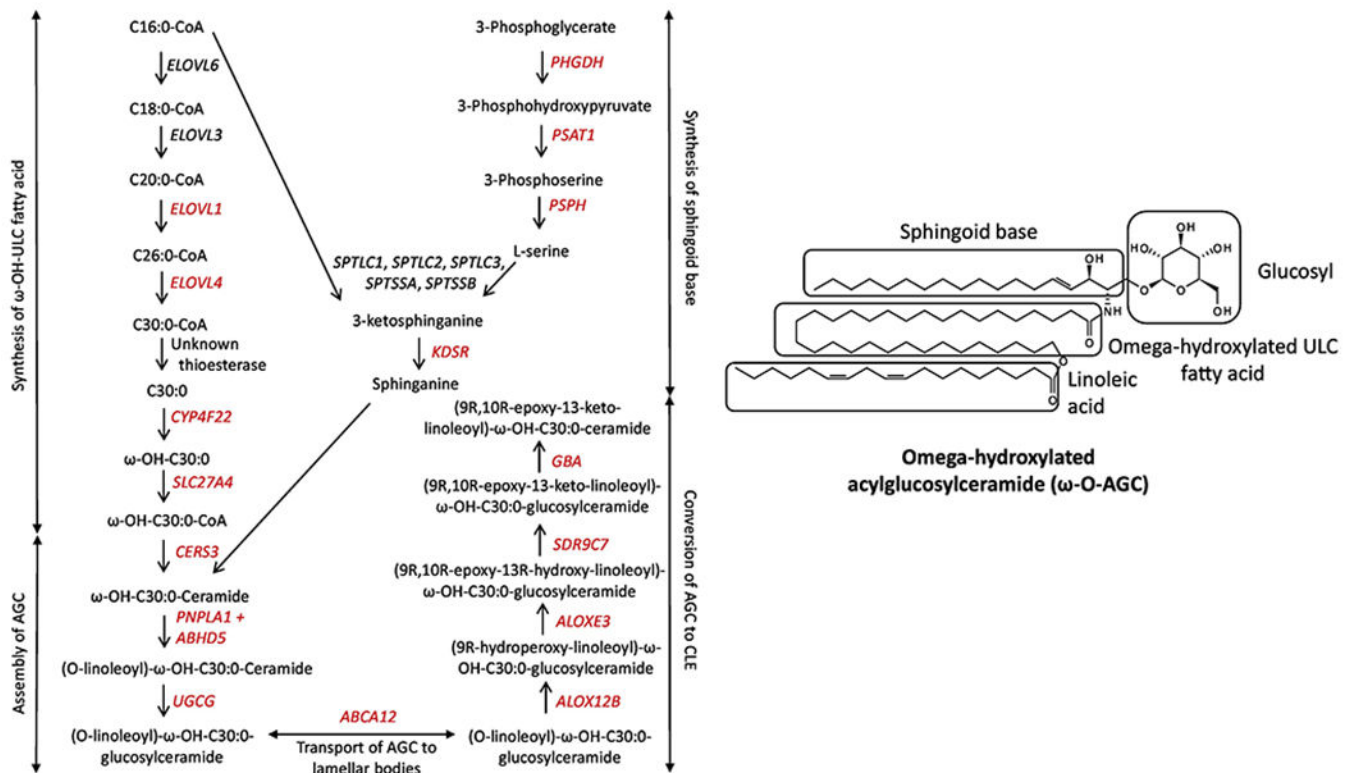 Synthesis of ω-OH-ULC fatty acid
C16:0-CoA
ELOVL6
C18:0-CoA
ELOVL3
C20:0-CoA
ELOVL1
C26:0-CoA
ELOVL4
C30:0-CoA
Unknown
thioesterase
C30:0
CYP4F22
ω-OH-C30:0
SLC27A4
ω-OH-C30:0-CoA
Assembly of AGC
CERS3
ω-OH-C30:0-Ceramide
PNPLA1 +
ABHD5
(O-linoleoyl)-ω-OH-C30:0-Ceramide
UGCG
(O-linoleoyl)-ω-OH-C30:0-
glucosylceramide
ABCA12
Transport of AGC to
lamellar bodies
3-Phosphoglycerate
PHGDH
3-Phosphohydroxypyruvate
PSAT1
3-Phosphoserine
PSPH
L-serine
SPTLC1, SPTLC2, SPTLC3,
SPTSSA, SPTSSB
3-ketosphinganine
KDSR
Sphinganine
Synthesis of sphingoid base
(9R,10R-epoxy-13-keto-
linoleoyl)-ω-OH-C30:0-ceramide
GBA
(9R,10R-epoxy-13-keto-linoleoyl)-
ω-OH-C30:0-glucosylceramide
SDR9C7
(9R,10R-epoxy-13R-hydroxy-linoleoyl)-
ω-OH-C30:0-glucosylceramide
ALOXE3
(9R-hydroperoxy-linoleoyl)-ω-
OH-C30:0-glucosylceramide
ALOX12B
(O-linoleoyl)-ω-OH-C30:0-
glucosylceramide
Conversion of AGC to CLE
Sphingoid base
OH
OH
HO
OH
O
O
OH
NH
O
O
O
Glucosyl
Omega-hydroxylated ULC
fatty acid
Linoleic
acid
Omega-hydroxylated
acylglucosylceramide (ω-O-AGC)